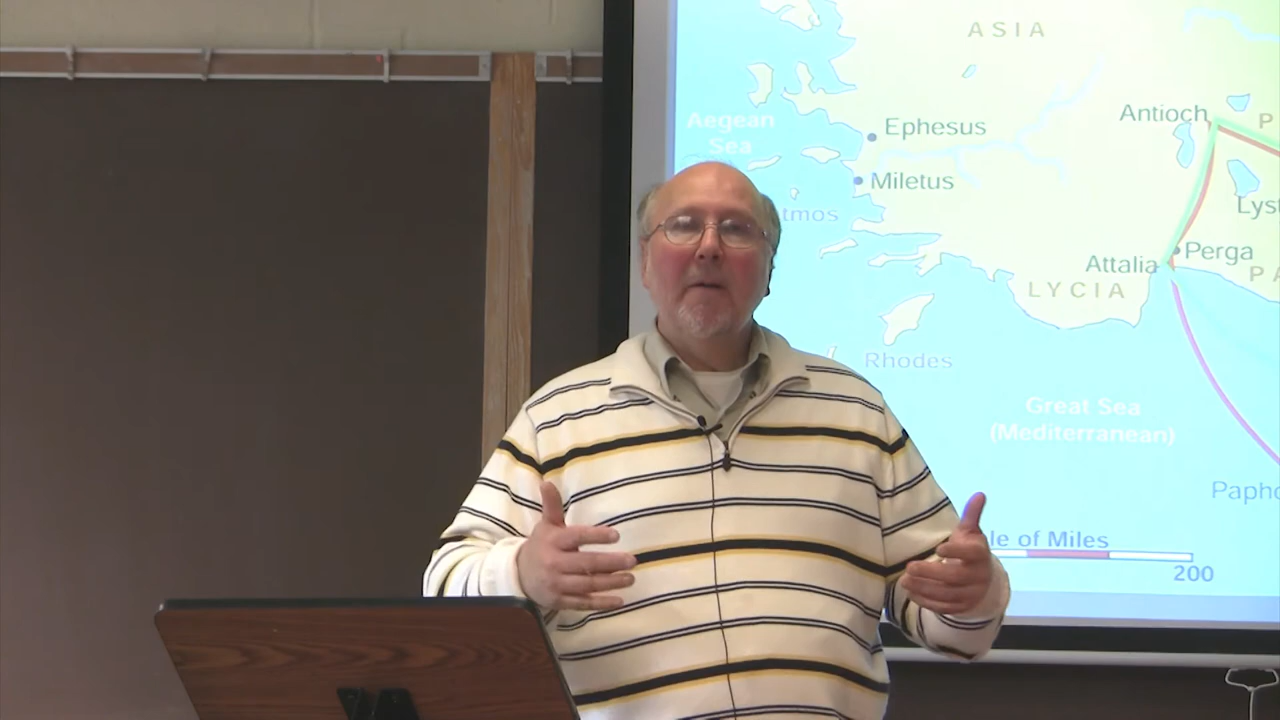 ASIA
Antioch
P
Aegean
Sea
Ephesus
Miletus
tmos
Lyst
Perga
Attalia
P A
LYCIA
Rhodes
Great Sea
(Mediterranean)
Papho
le of Miles
200